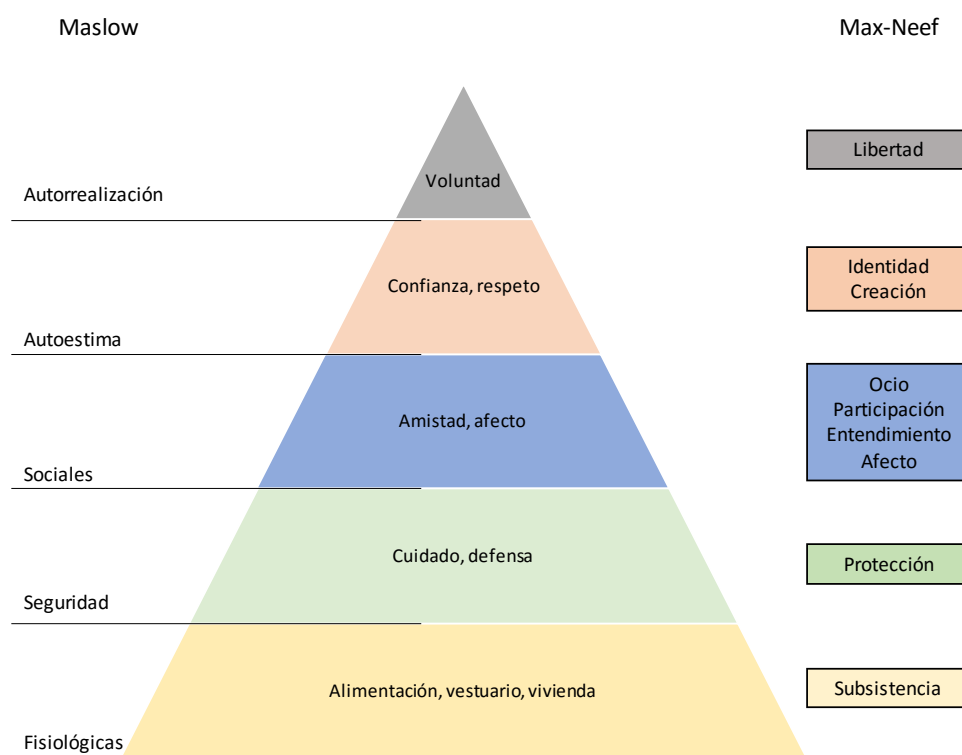 Maslow
Max-Neef
Libertad
Voluntad
Autorrealización
Identidad
Creación
Confianza, respeto
Autoestima
Ocio
Participación
Entendimiento
Afecto
Amistad, afecto
Sociales
Cuidado, defensa
Protección
Seguridad
Alimentación, vestuario, vivienda
Subsistencia
Fisiológicas